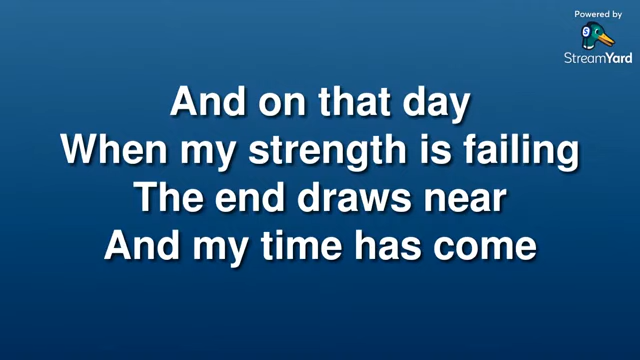 Powered by
StreamYard
And on that day
When my strength is failing
The end draws near
And my time has come